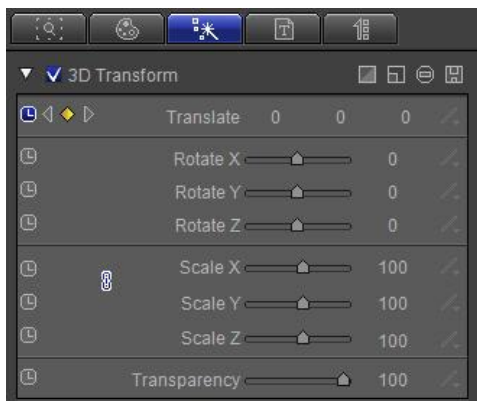 T
3D Transform
Translate 0 0 0
Rotate X 0
Rotate Y 0
Rotate Z 0
Scale X 100
Scale Y 100
Scale Z 100
Transparency 100